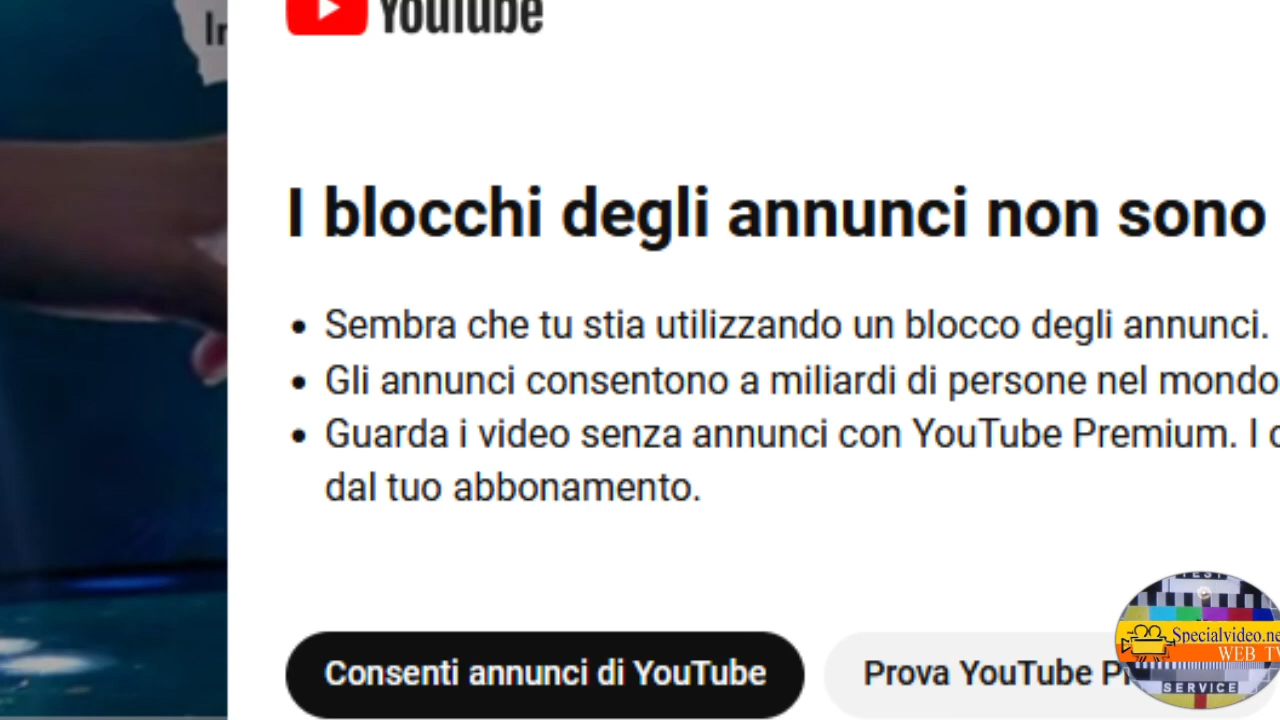 YouTube
I blocchi degli annunci non sono
Sembra che tu stia utilizzando un blocco degli annunci.
Gli annunci consentono a miliardi di persone nel mondo
Guarda i video senza annunci con YouTube Premium. I
dal tuo abbonamento.
Consenti annunci di YouTube
Prova YouTube
TEST
Specialvideo.ne
WEB TV
SERVICE